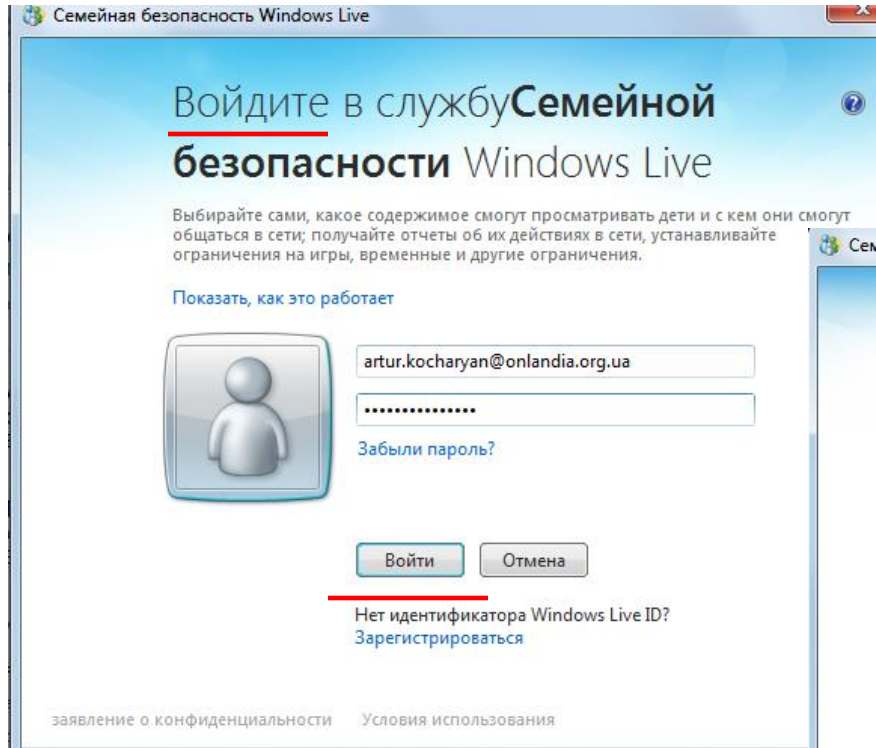 Семейная безопасность Windows Live
Войдите в службуСемейной
безопасности Windows Live
Выбирайте сами, какое содержимое смогут просматривать дети и с кем они смогут
общаться в сети; получайте отчеты об их действиях в сети, устанавливайте
ограничения на игры, временные и другие ограничения.
Сем
Показать, как это работает
artur.kocharyan@onlandia.org.ua
•••••••••••••••
Забыли пароль?
Войти Отмена
Нет идентификатора Windows Live ID?
Зарегистрироваться
заявление о конфиденциальности Условия использования